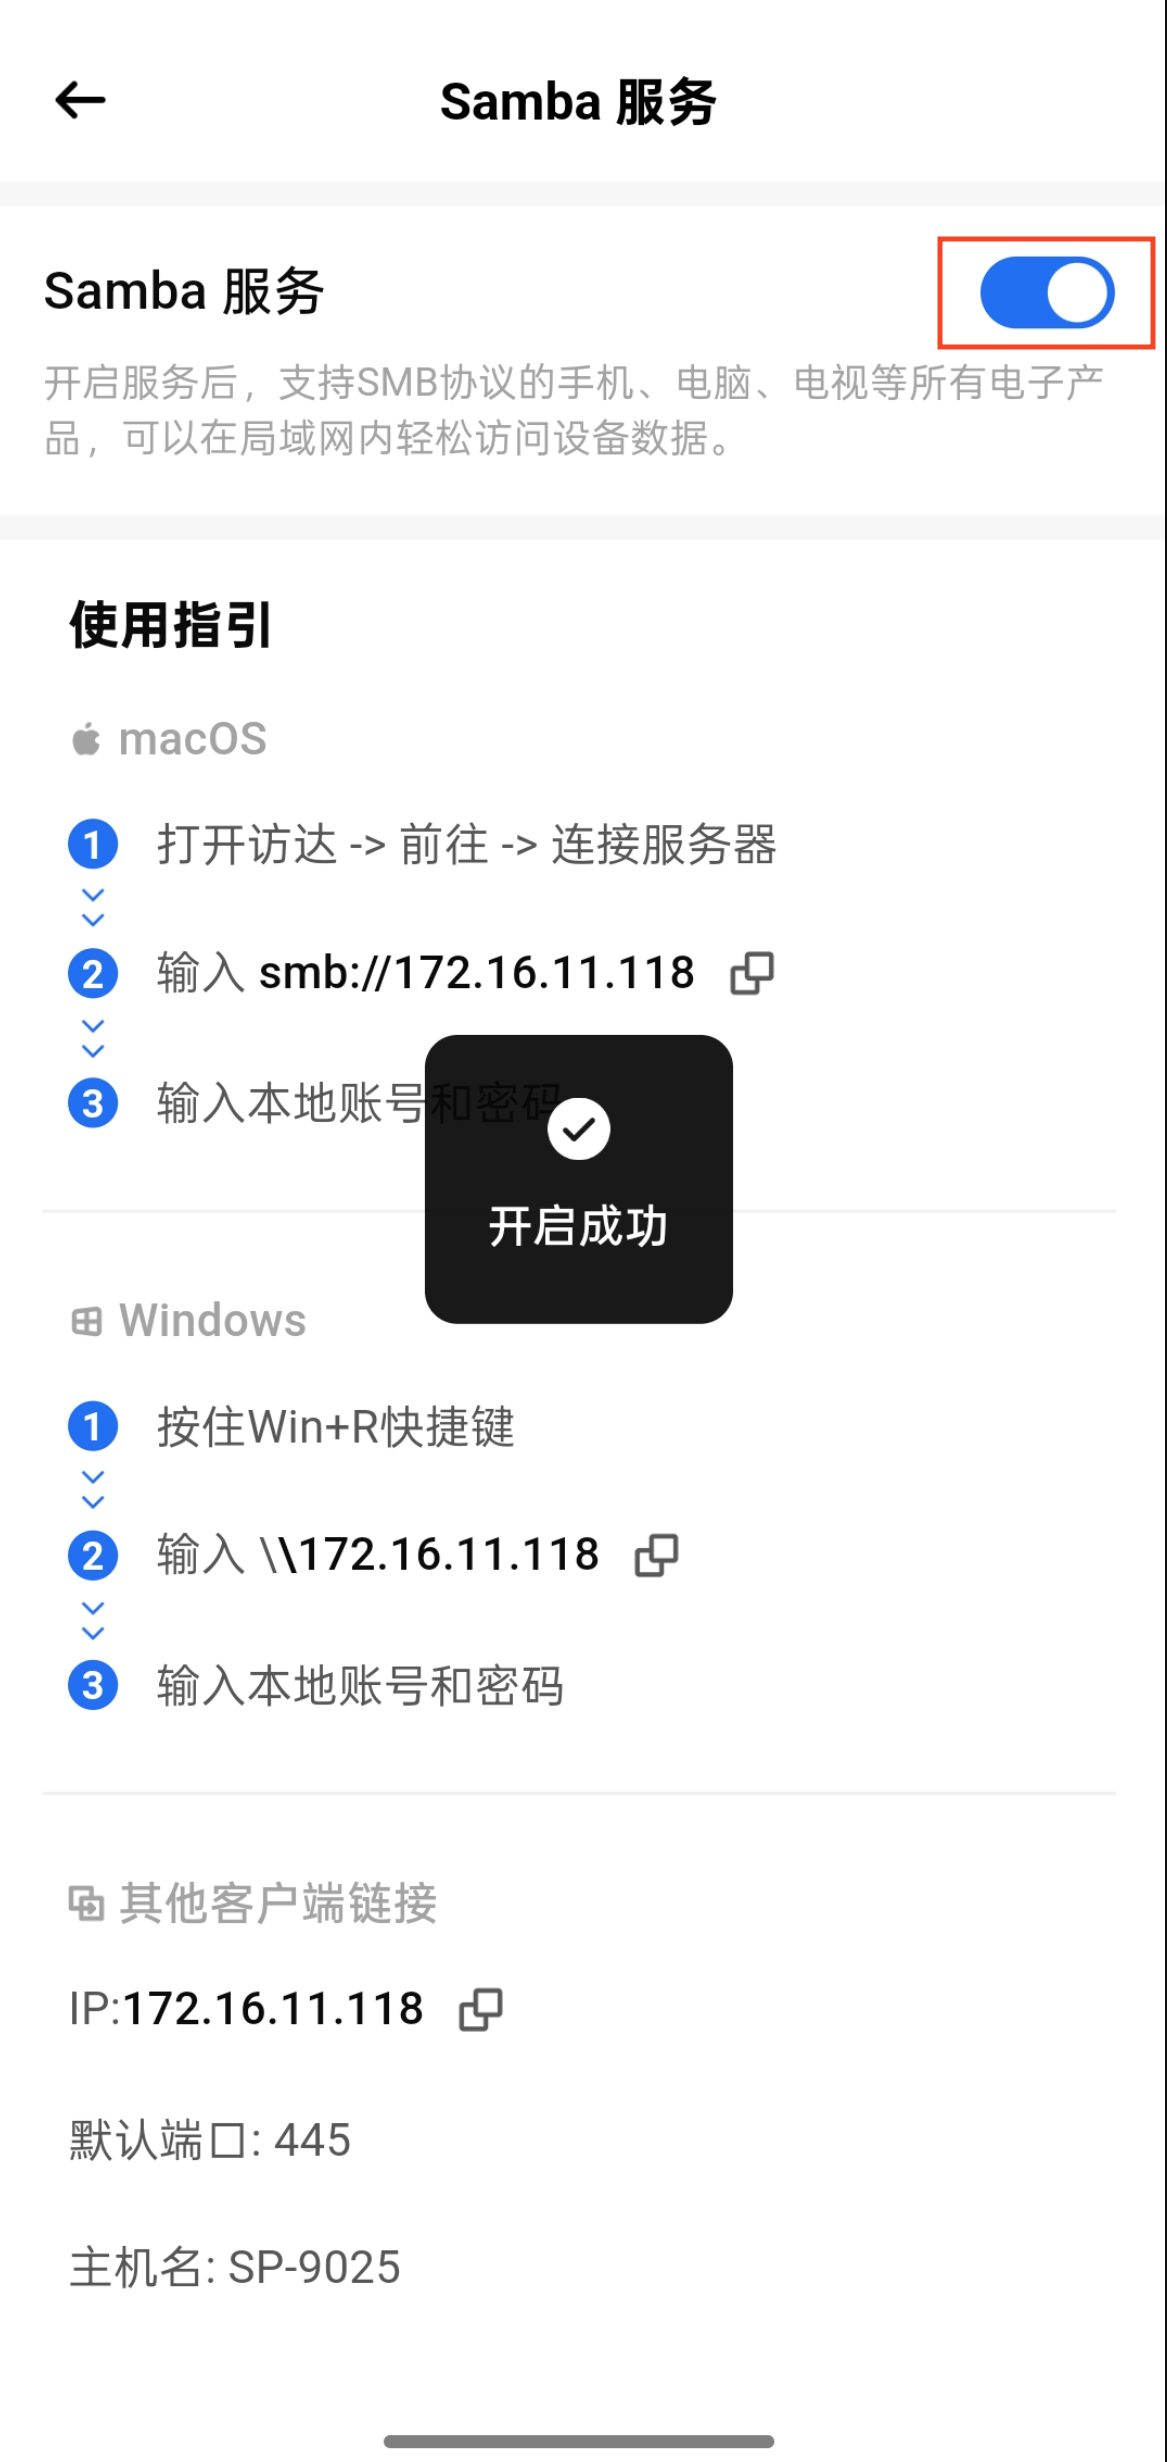 Samba 服务
Samba 服务
开启服务后，支持SMB协议的手机、电脑、电视等所有电子产
品，可以在局域网内轻松访问设备数据。
使用指引
macOS
1 打开访达 -> 前往 -> 连接服务器
2 输入 smb://172.16.11.118
3 输入本地账号和密码
开启成功
Windows
1 按住Win+R快捷键
2 输入 \\172.16.11.118
3 输入本地账号和密码
其他客户端链接
IP:172.16.11.118
默认端口: 445
主机名: SP-9025